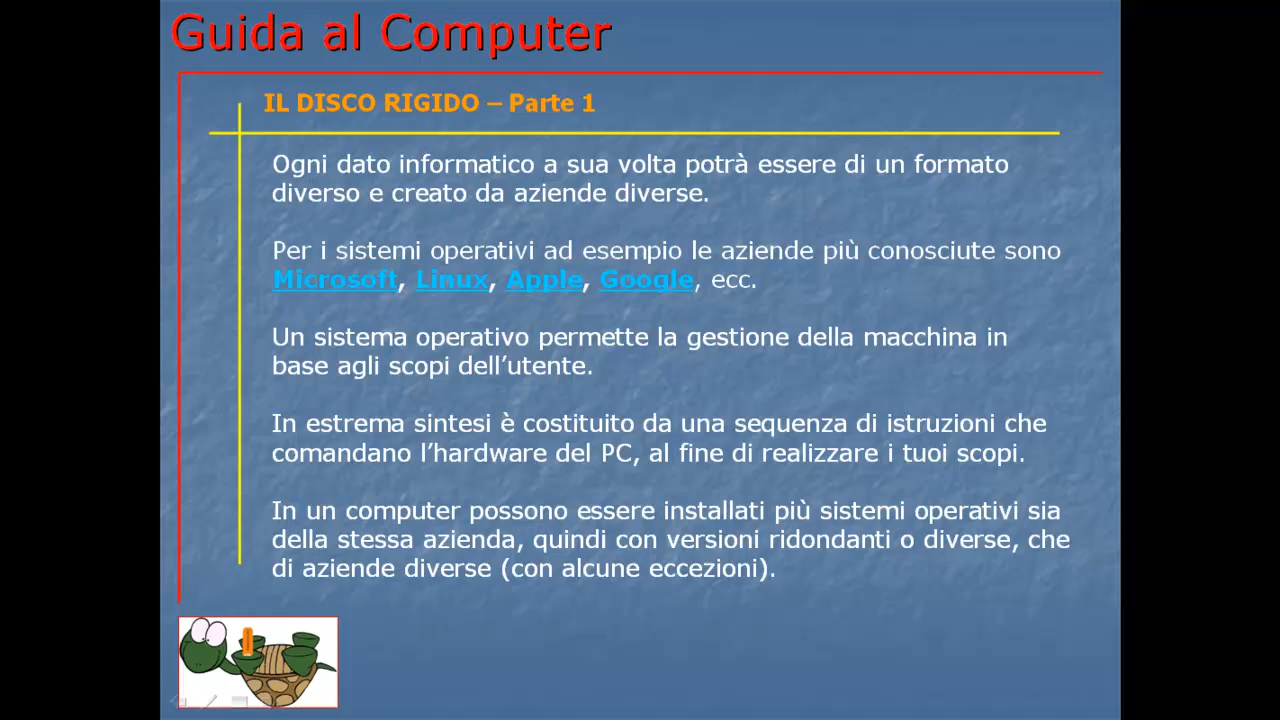 Guida al Computer
IL DISCO RIGIDO – Parte 1
Ogni dato informatico a sua volta potrà essere di un formato
diverso e creato da aziende diverse.
Per i sistemi operativi ad esempio le aziende più conosciute sono
Microsoft, Linux, Apple, Google, ecc.
Un sistema operativo permette la gestione della macchina in
base agli scopi dell’utente.
In estrema sintesi è costituito da una sequenza di istruzioni che
comandano l’hardware del PC, al fine di realizzare i tuoi scopi.
In un computer possono essere installati più sistemi operativi sia
della stessa azienda, quindi con versioni ridondanti o diverse, che
di aziende diverse (con alcune eccezioni).